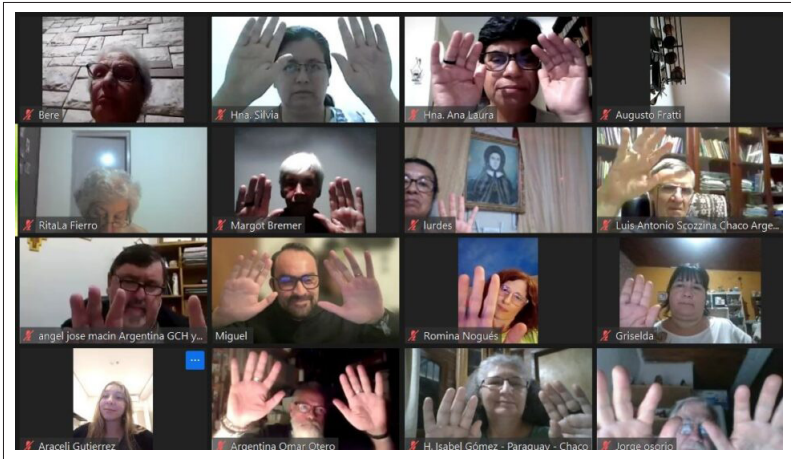 Bere
Hna. Silvia
Hna. Ana Laura
Augusto Fratti
RitaLa Fierro
Margot Bremer
lurdes
Luis Antonio Scozzina Chaco Arge...
angel jose macin Argentina GCH y...
Miguel
Romina Nogués
Griselda
Araceli Gutierrez
Argentina Omar Otero
H. Isabel Gómez - Paraguay - Chaco
Jorge osorio